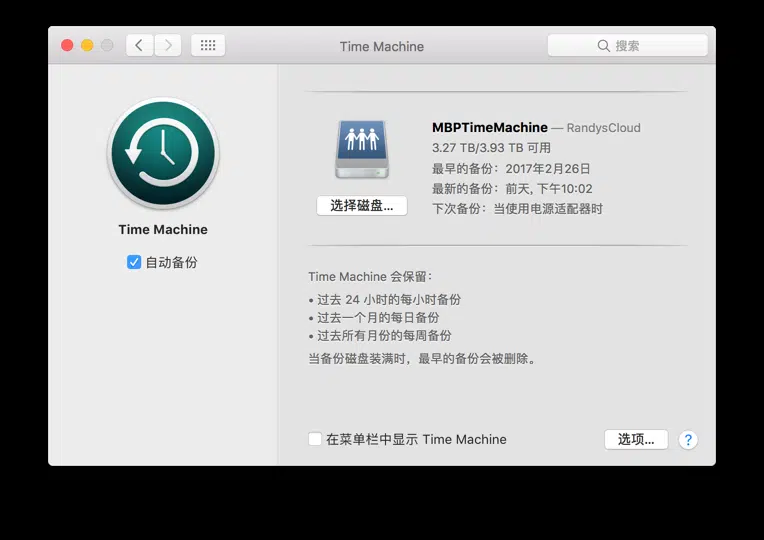 Time Machine
搜索
Time Machine
自动备份
MBPTimeMachine — RandysCloud
3.27 TB/3.93 TB 可用
最早的备份：2017年2月26日
最新的备份：前天, 下午10:02
下次备份：当使用电源适配器时
选择磁盘...
Time Machine 会保留：
• 过去 24 小时的每小时备份
• 过去一个月的每日备份
• 过去所有月份的每周备份
当备份磁盘装满时，最早的备份会被删除。
在菜单栏中显示 Time Machine
选项...
?